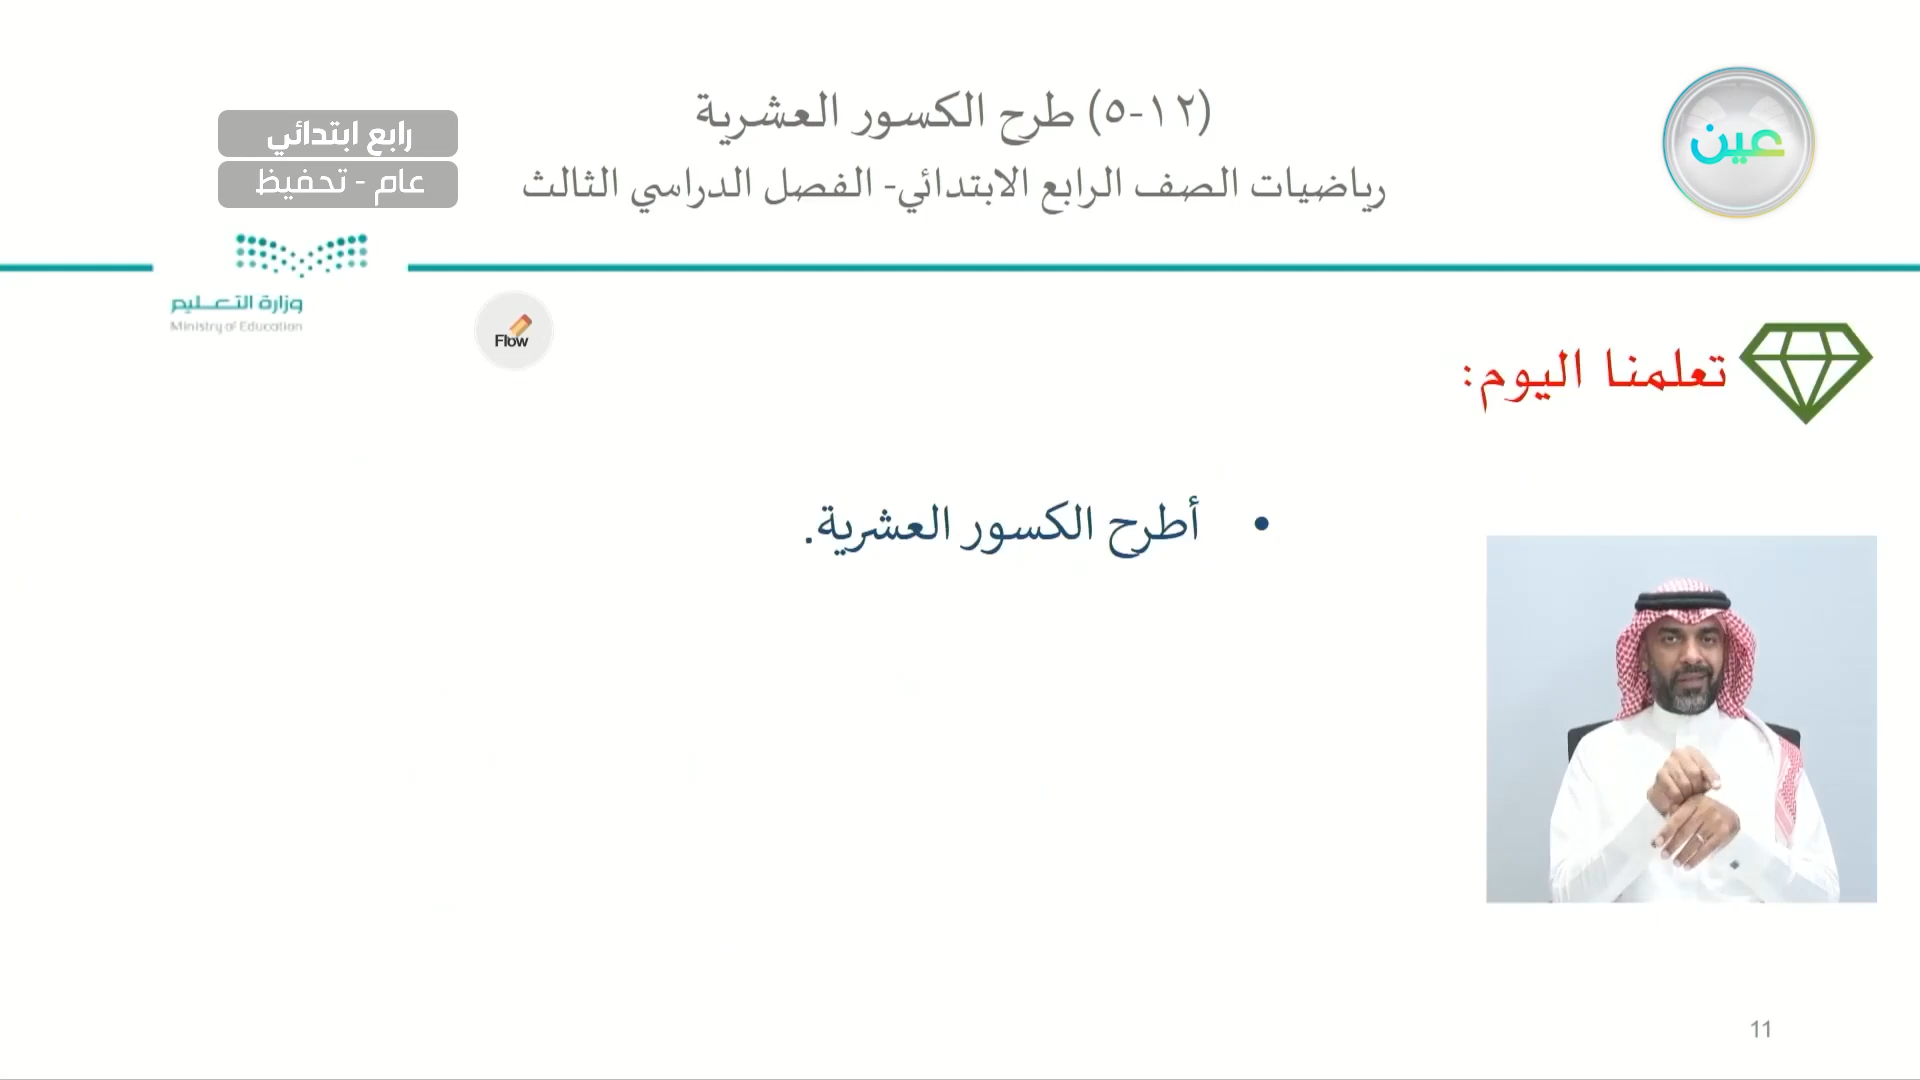 (١٢-٥) طرح الكسور العشرية
رياضيات الصف الرابع الابتدائي- الفصل الدراسي الثالث
عين
رابع ابتدائي
عام - تحفيظ
وزارة التعليم
Ministry of Education
Flow
تعلمنا اليوم:
• أطرح الكسور العشرية.
11